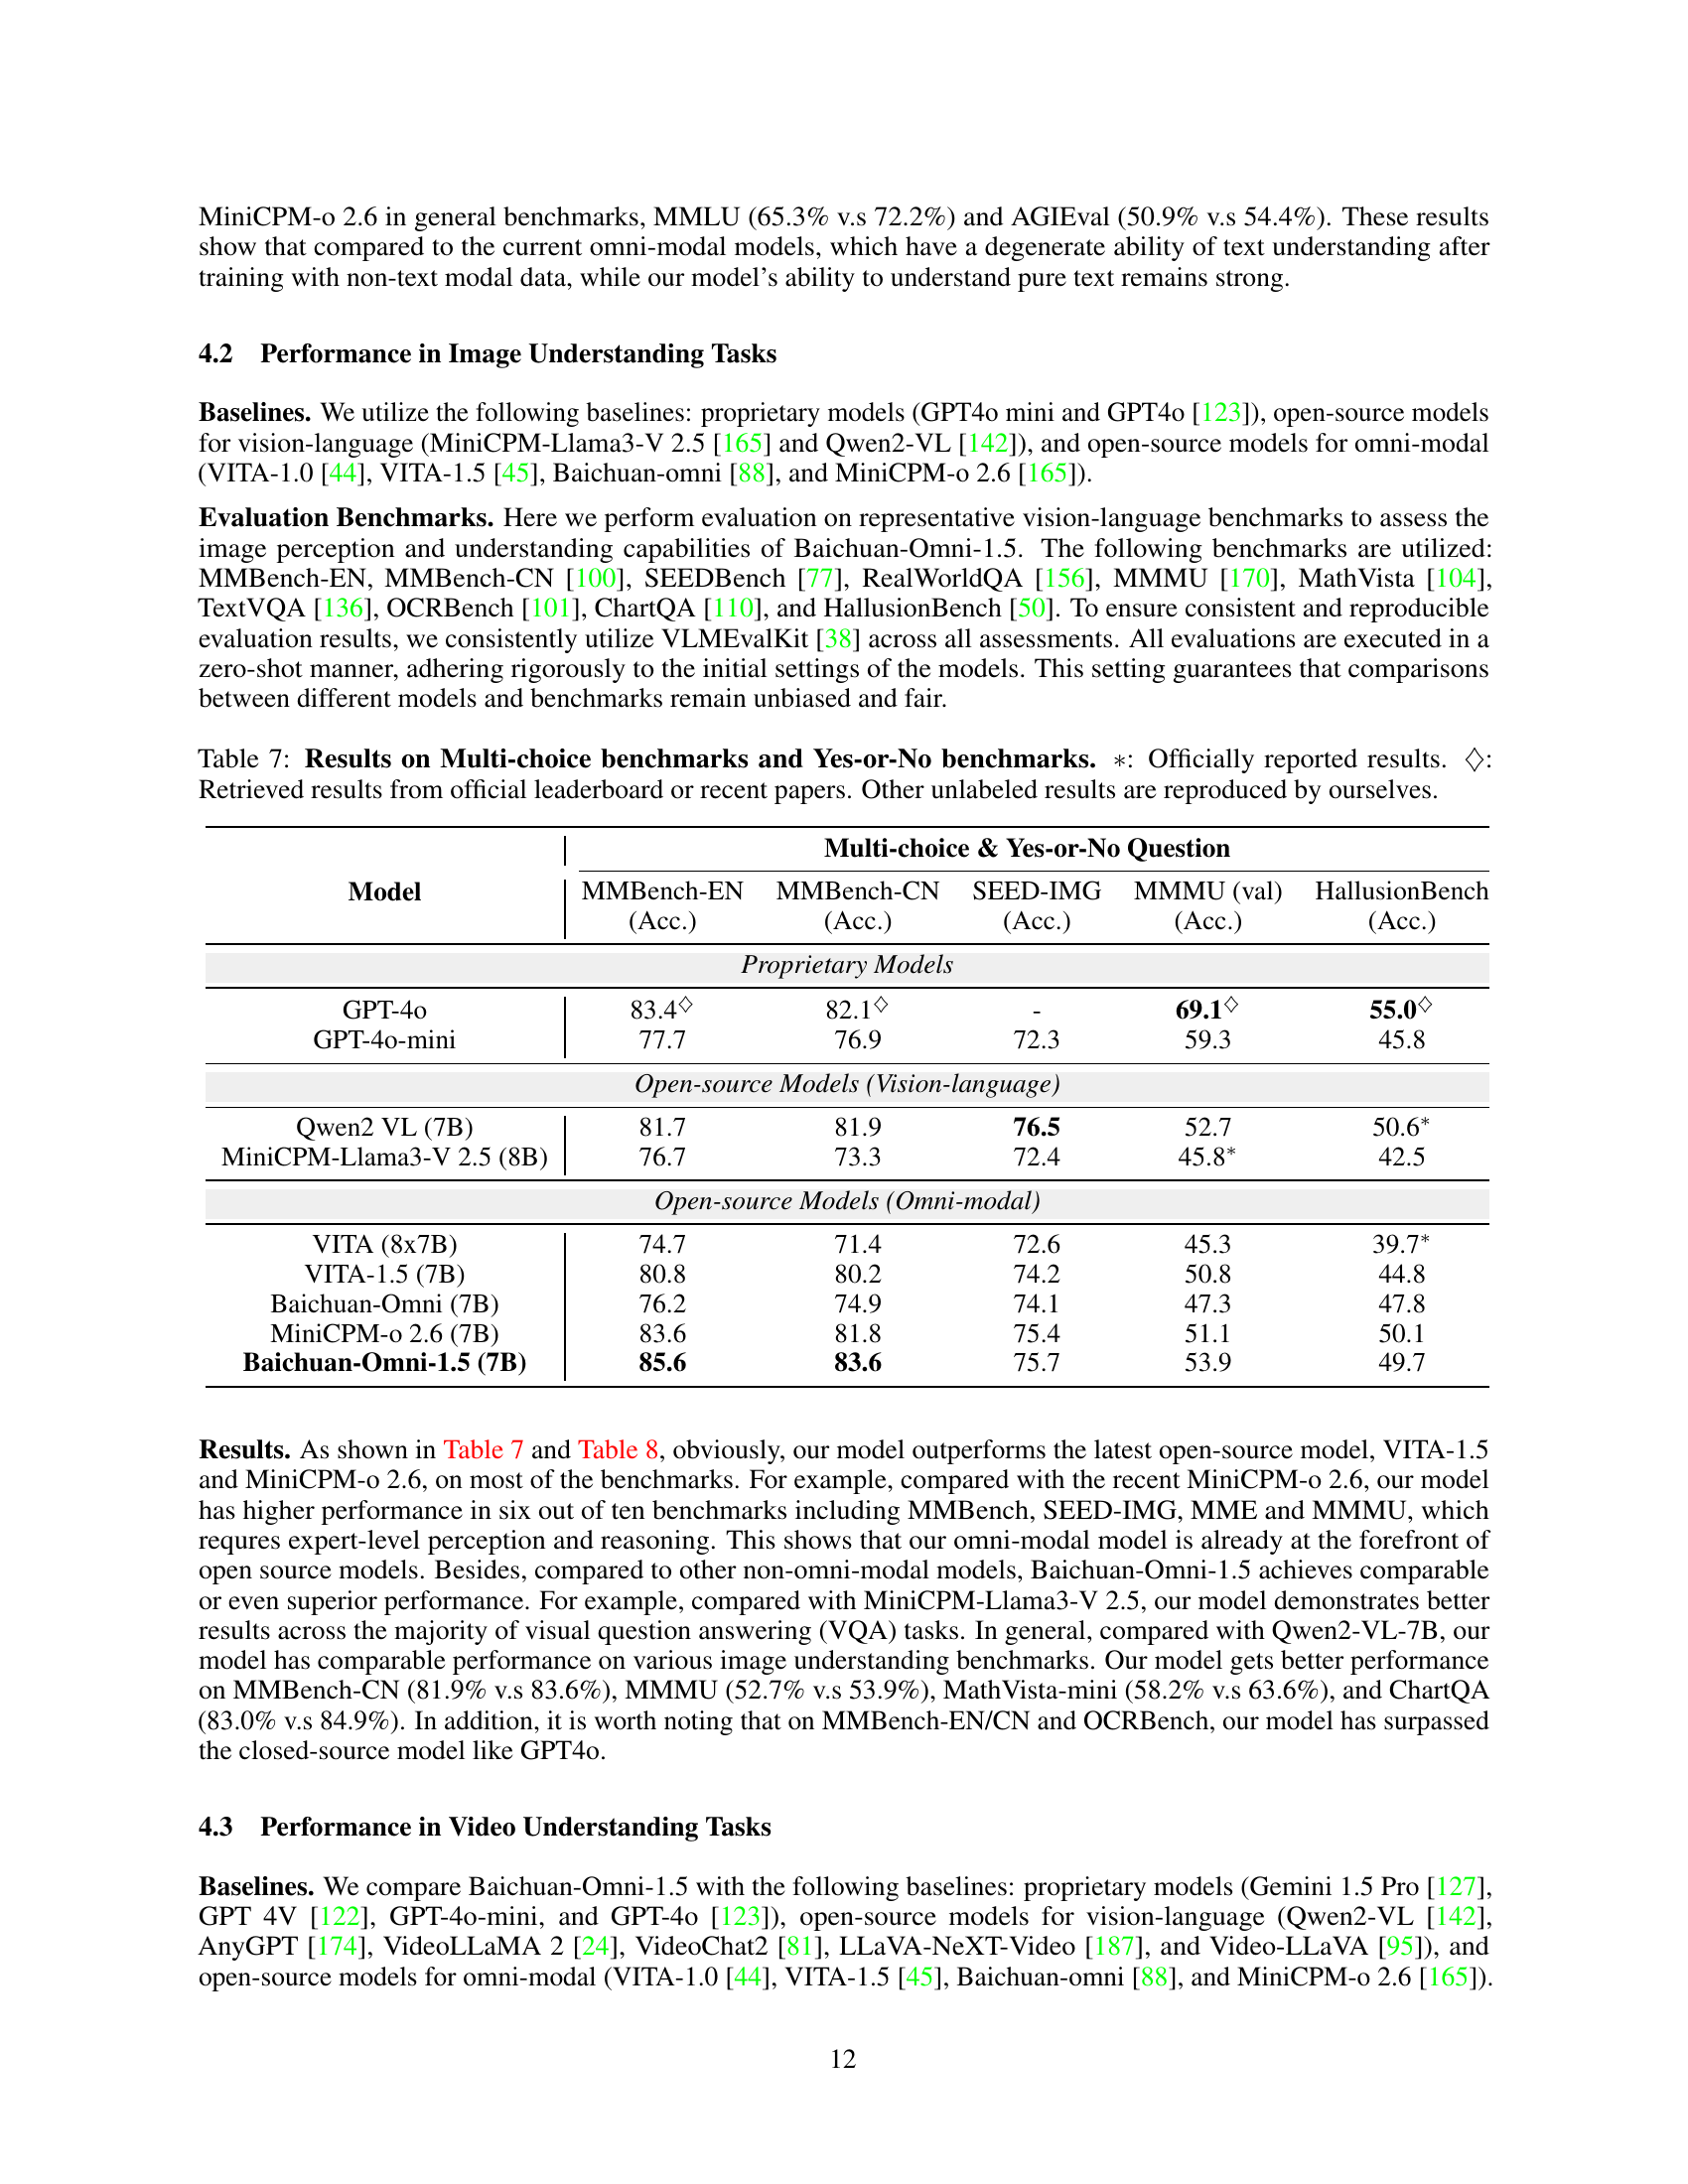 MiniCPM-o 2.6 in general benchmarks, MMLU (65.3% v.s 72.2%) and AGIEval (50.9% v.s 54.4%). These results
show that compared to the current omni-modal models, which have a degenerate ability of text understanding after
training with non-text modal data, while our model's ability to understand pure text remains strong.
4.2 Performance in Image Understanding Tasks
Baselines. We utilize the following baselines: proprietary models (GPT4o mini and GPT4o [123]), open-source models
for vision-language (MiniCPM-Llama3-V 2.5 [165] and Qwen2-VL [142]), and open-source models for omni-modal
(VITA-1.0 [44], VITA-1.5 [45], Baichuan-omni [88], and MiniCPM-o 2.6 [165]).
Evaluation Benchmarks. Here we perform evaluation on representative vision-language benchmarks to assess the
image perception and understanding capabilities of Baichuan-Omni-1.5. The following benchmarks are utilized:
MMBench-EN, MMBench-CN [100], SEEDBench [77], RealWorldQA [156], MMMU [170], MathVista [104],
TextVQA [136], OCRBench [101], ChartQA [110], and HallusionBench [50]. To ensure consistent and reproducible
evaluation results, we consistently utilize VLMEvalKit [38] across all assessments. All evaluations are executed in a
zero-shot manner, adhering rigorously to the initial settings of the models. This setting guarantees that comparisons
between different models and benchmarks remain unbiased and fair.
Table 7: Results on Multi-choice benchmarks and Yes-or-No benchmarks. ∗: Officially reported results. ♢:
Retrieved results from official leaderboard or recent papers. Other unlabeled results are reproduced by ourselves.
Multi-choice & Yes-or-No Question
Model MMBench-EN MMBench-CN SEED-IMG MMMU (val) HallusionBench
(Acc.) (Acc.) (Acc.) (Acc.) (Acc.)
Proprietary Models
GPT-4o 83.4♢ 82.1♢ - 69.1♢ 55.0♢
GPT-4o-mini 77.7 76.9 72.3 59.3 45.8
Open-source Models (Vision-language)
Qwen2 VL (7B) 81.7 81.9 76.5 52.7 50.6∗
MiniCPM-Llama3-V 2.5 (8B) 76.7 73.3 72.4 45.8∗ 42.5
Open-source Models (Omni-modal)
VITA (8x7B) 74.7 71.4 72.6 45.3 39.7∗
VITA-1.5 (7B) 80.8 80.2 74.2 50.8 44.8
Baichuan-Omni (7B) 76.2 74.9 74.1 47.3 47.8
MiniCPM-o 2.6 (7B) 83.6 81.8 75.4 51.1 50.1
Baichuan-Omni-1.5 (7B) 85.6 83.6 75.7 53.9 49.7
Results. As shown in Table 7 and Table 8, obviously, our model outperforms the latest open-source model, VITA-1.5
and MiniCPM-o 2.6, on most of the benchmarks. For example, compared with the recent MiniCPM-o 2.6, our model
has higher performance in six out of ten benchmarks including MMBench, SEED-IMG, MME and MMMU, which
requres expert-level perception and reasoning. This shows that our omni-modal model is already at the forefront of
open source models. Besides, compared to other non-omni-modal models, Baichuan-Omni-1.5 achieves comparable
or even superior performance. For example, compared with MiniCPM-Llama3-V 2.5, our model demonstrates better
results across the majority of visual question answering (VQA) tasks. In general, compared with Qwen2-VL-7B, our
model has comparable performance on various image understanding benchmarks. Our model gets better performance
on MMBench-CN (81.9% v.s 83.6%), MMMU (52.7% v.s 53.9%), MathVista-mini (58.2% v.s 63.6%), and ChartQA
(83.0% v.s 84.9%). In addition, it is worth noting that on MMBench-EN/CN and OCRBench, our model has surpassed
the closed-source model like GPT4o.
4.3 Performance in Video Understanding Tasks
Baselines. We compare Baichuan-Omni-1.5 with the following baselines: proprietary models (Gemini 1.5 Pro [127],
GPT 4V [122], GPT-4o-mini, and GPT-4o [123]), open-source models for vision-language (Qwen2-VL [142],
AnyGPT [174], VideoLLaMA 2 [24], VideoChat2 [81], LLaVA-NeXT-Video [187], and Video-LLaVA [95]), and
open-source models for omni-modal (VITA-1.0 [44], VITA-1.5 [45], Baichuan-omni [88], and MiniCPM-o 2.6 [165]).
12